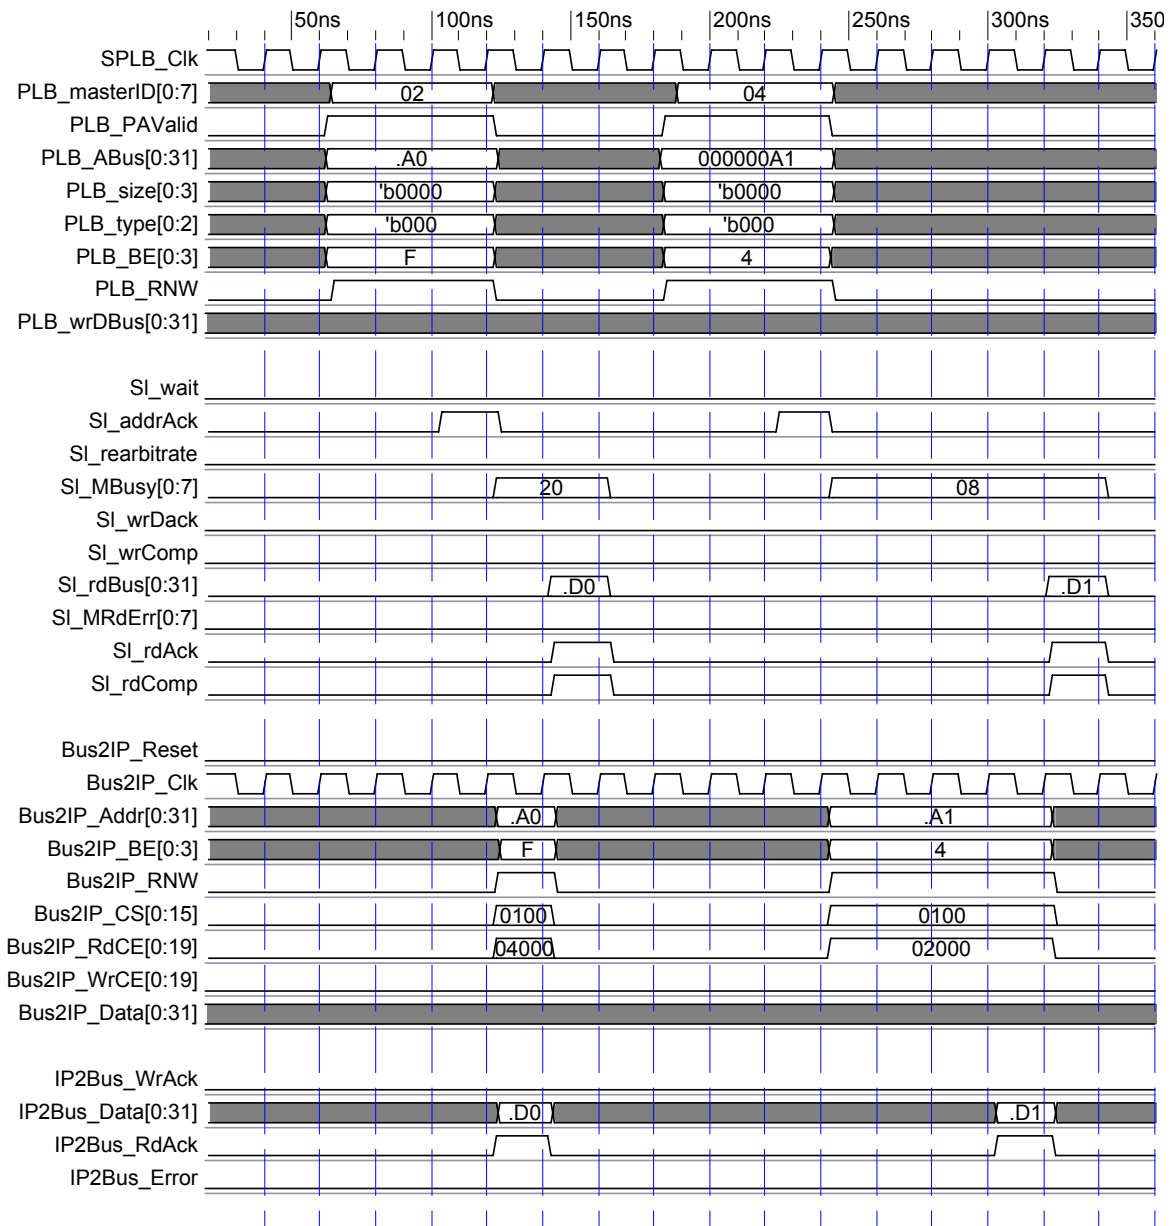 50ns 100ns 150ns 200ns 250ns 300ns 350
SPLB_Clk
PLB_masterID[0:7] 02 04
PLB_PAValid
PLB_ABus[0:31] .A0 000000A1
PLB_size[0:3] 'b0000 'b0000
PLB_type[0:2] 'b000 'b000
PLB_BE[0:3] F 4
PLB_RNW
PLB_wrDBus[0:31]
Sl_wait
Sl_addrAck
Sl_rearbitrate
Sl_MBusy[0:7] 20 08
Sl_wrDack
Sl_wrComp
Sl_rdBus[0:31] .D0 .D1
Sl_MRdErr[0:7]
Sl_rdAck
Sl_rdComp
Bus2IP_Reset
Bus2IP_Clk
Bus2IP_Addr[0:31] .A0 .A1
Bus2IP_BE[0:3] F 4
Bus2IP_RNW
Bus2IP_CS[0:15] 0100 0100
Bus2IP_RdCE[0:19] 04000 02000
Bus2IP_WrCE[0:19]
Bus2IP_Data[0:31]
IP2Bus_WrAck
IP2Bus_Data[0:31] .D0 .D1
IP2Bus_RdAck
IP2Bus_Error